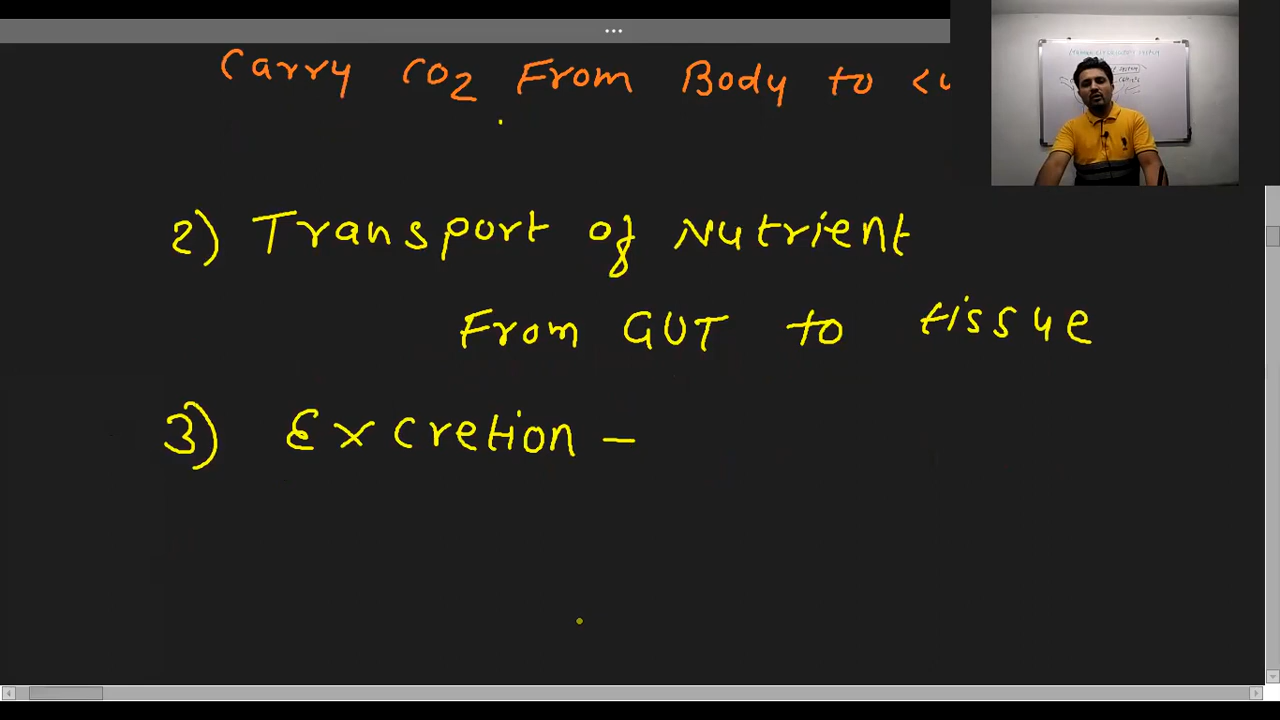 Carry CO2 From Body to
2) Transport of Nutrient
From GUT to tissue
3) Excretion –